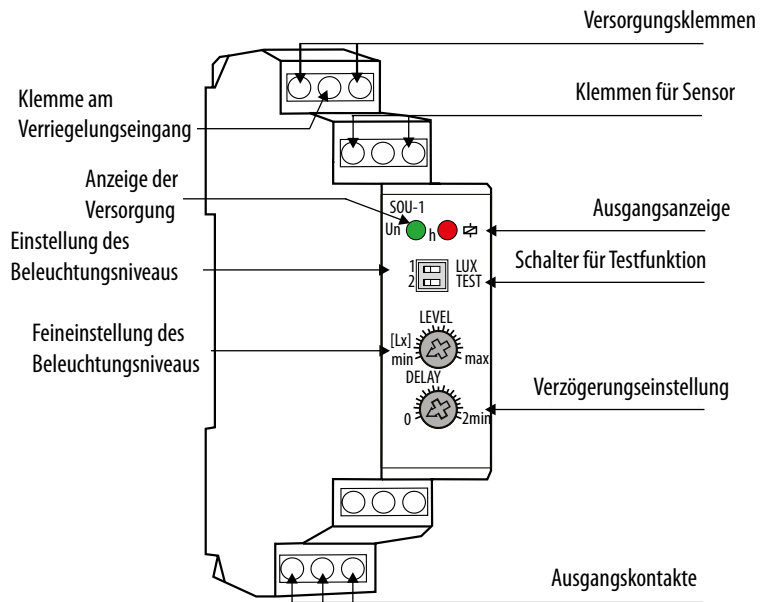 Versorgungsklemmen
Klemmen für Sensor
Klemme am
Verriegelungseingang
Anzeige der
Versorgung
Einstellung des
Beleuchtungsniveaus
Feineinstellung des
Beleuchtungsniveaus
SOU-1
Un
h
1
LUX
2
TEST
LEVEL
[Lx]
min
max
DELAY
0
2min
Ausgangsanzeige
Schalter für Testfunktion
Verzögerungseinstellung
Ausgangskontakte